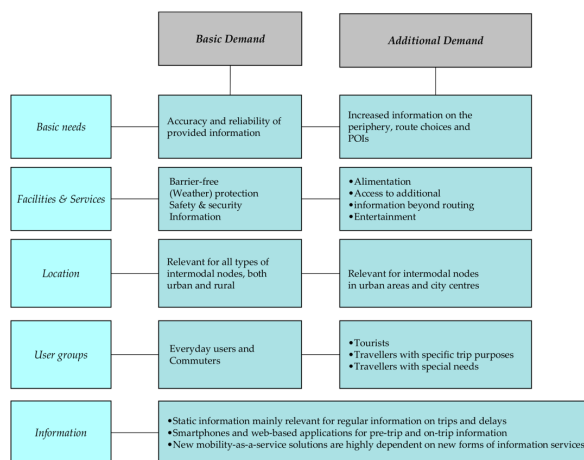 Basic Demand
Additional Demand
Basic needs
Accuracy and reliability of
provided information
Increased information on the
periphery, route choices and
POIs
Facilities & Services
Barrier-free
(Weather) protection
Safety & security
Information
•Alimentation
•Access to additional
•information beyond routing
•Entertainment
Location
Relevant for all types of
intermodal nodes, both
urban and rural
Relevant for intermodal nodes
in urban areas and city centres
User groups
Everyday users and
Commuters
•Tourists
•Travellers with specific trip purposes
•Travellers with special needs
Information
•Static information mainly relevant for regular information on trips and delays
•Smartphones and web-based applications for pre-trip and on-trip information
•New mobility-as-a-service solutions are highly dependent on new forms of information services